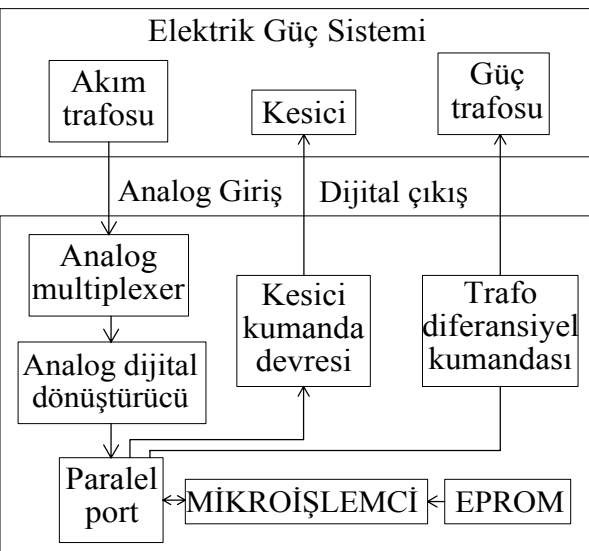 Elektrik Güç Sistemi
Akım
trafosu
Kesici
Güç
trafosu
Analog Giriş
Dijital çıkış
Analog
multiplexer
Kesici
kumanda
devresi
Trafo
diferansiyel
kumandası
Analog dijital
dönüştürücü
Paralel
port
MİKROİŞLEMCİ
EPROM